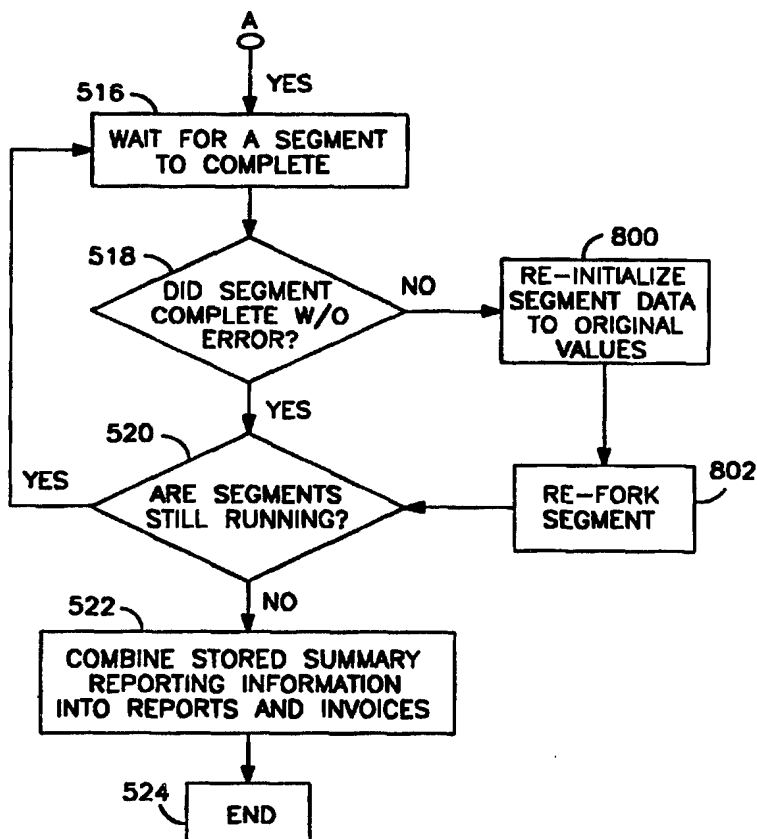 A
YES
516
WAIT FOR A SEGMENT
TO COMPLETE
518
DID SEGMENT
COMPLETE W/O
ERROR?
NO
800
RE-INITIALIZE
SEGMENT DATA
TO ORIGINAL
VALUES
YES
520
YES
ARE SEGMENTS
STILL RUNNING?
RE-FORK
SEGMENT
802
NO
522
COMBINE STORED SUMMARY
REPORTING INFORMATION
INTO REPORTS AND INVOICES
524
END